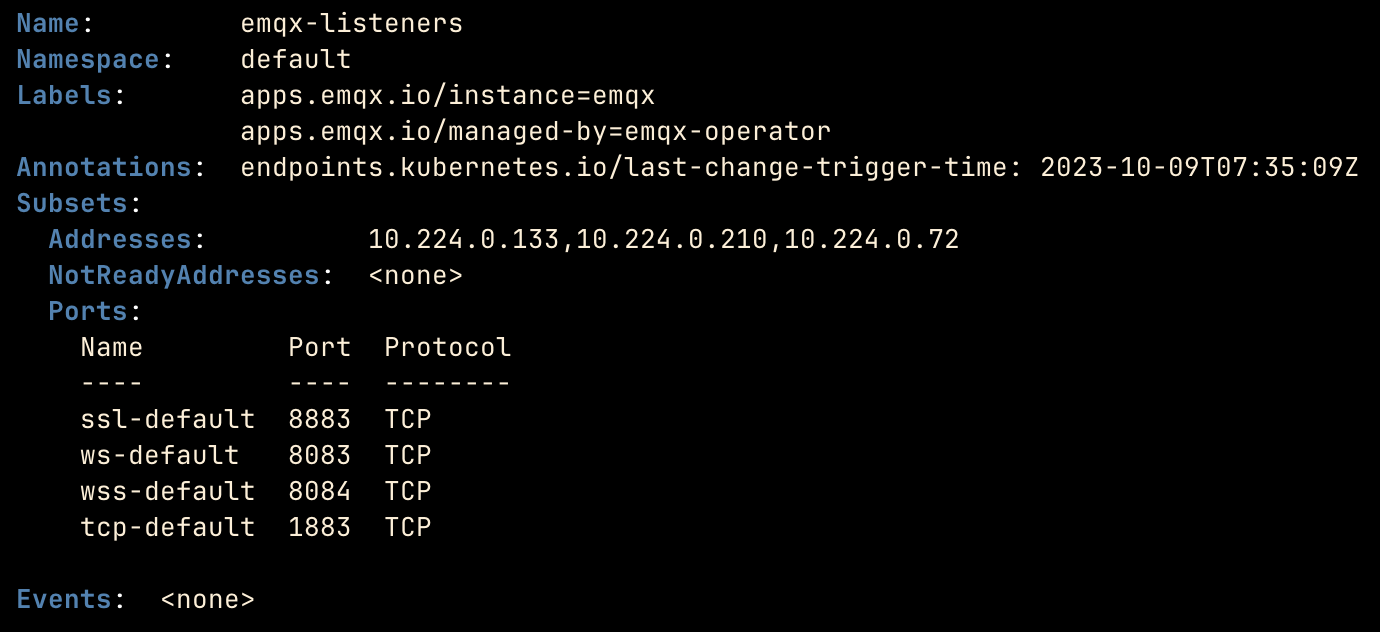 Name:         emqx-listeners
Namespace:    default
Labels:       apps.emqx.io/instance=emqx
              apps.emqx.io/managed-by=emqx-operator
Annotations:  endpoints.kubernetes.io/last-change-trigger-time: 2023-10-09T07:35:09Z
Subsets:
  Addresses:          10.224.0.133,10.224.0.210,10.224.0.72
  NotReadyAddresses:  <none>
  Ports:
    Name         Port  Protocol
    ----         ----  --------
    ssl-default  8883  TCP
    ws-default   8083  TCP
    wss-default  8084  TCP
    tcp-default  1883  TCP

Events:  <none>